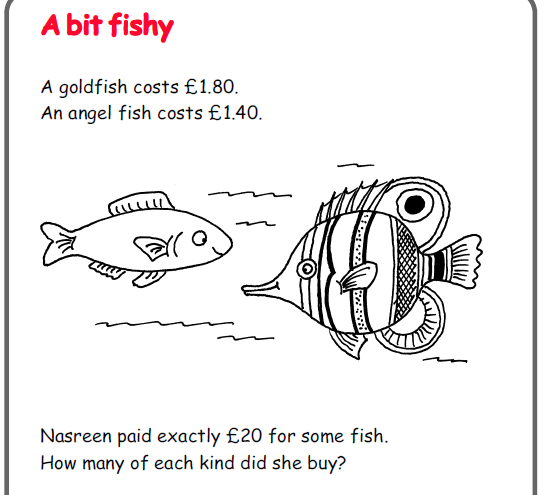 A bit fishy
A goldfish costs £1.80.
An angel fish costs £1.40.
Nasreen paid exactly £20 for some fish.
How many of each kind did she buy?